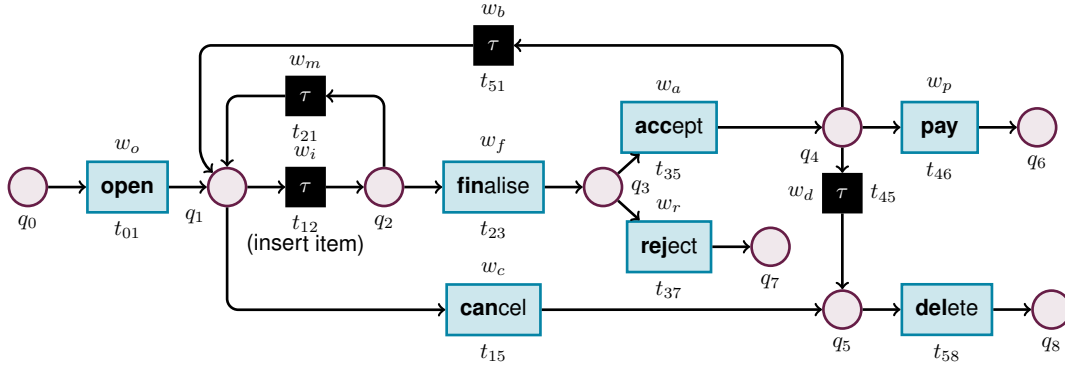 w_b
τ
t_51
w_m
τ
t_21
w_a
accept
t_35
w_p
pay
t_46
q_4
q_6
w_o
open
t_01
q_0
q_1
w_i
τ
t_12
(insert item)
q_2
w_f
finalise
t_23
q_3
w_d
τ
t_45
w_r
reject
t_37
q_7
w_c
cancel
t_15
q_5
delete
t_58
q_8